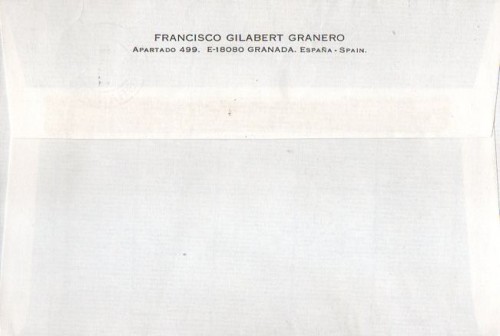 FRANCISCO GILABERT GRANERO
APARTADO 499. E-18080 GRANADA. ESPAÑA - SPAIN.